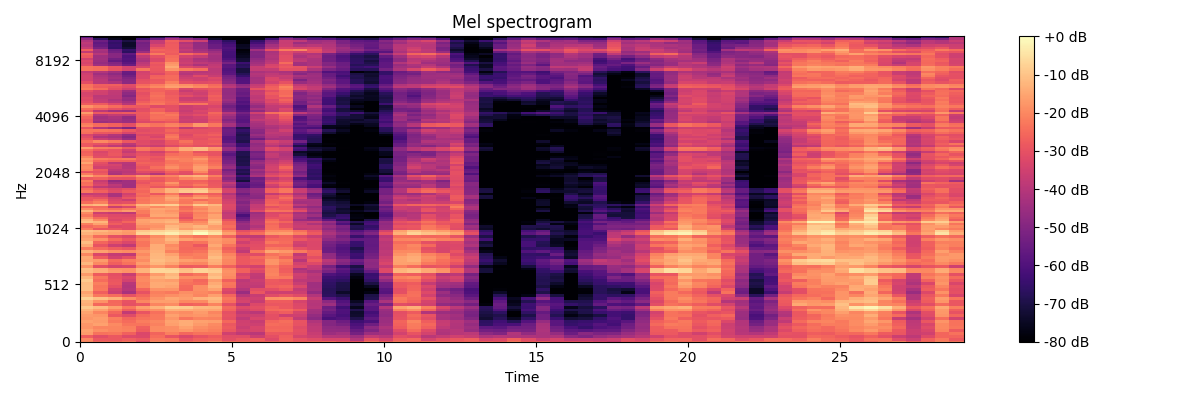 Mel spectrogram
Hz
8192
4096
2048
1024
512
0
0 5 10 15 20 25
Time
+0 dB
-10 dB
-20 dB
-30 dB
-40 dB
-50 dB
-60 dB
-70 dB
-80 dB